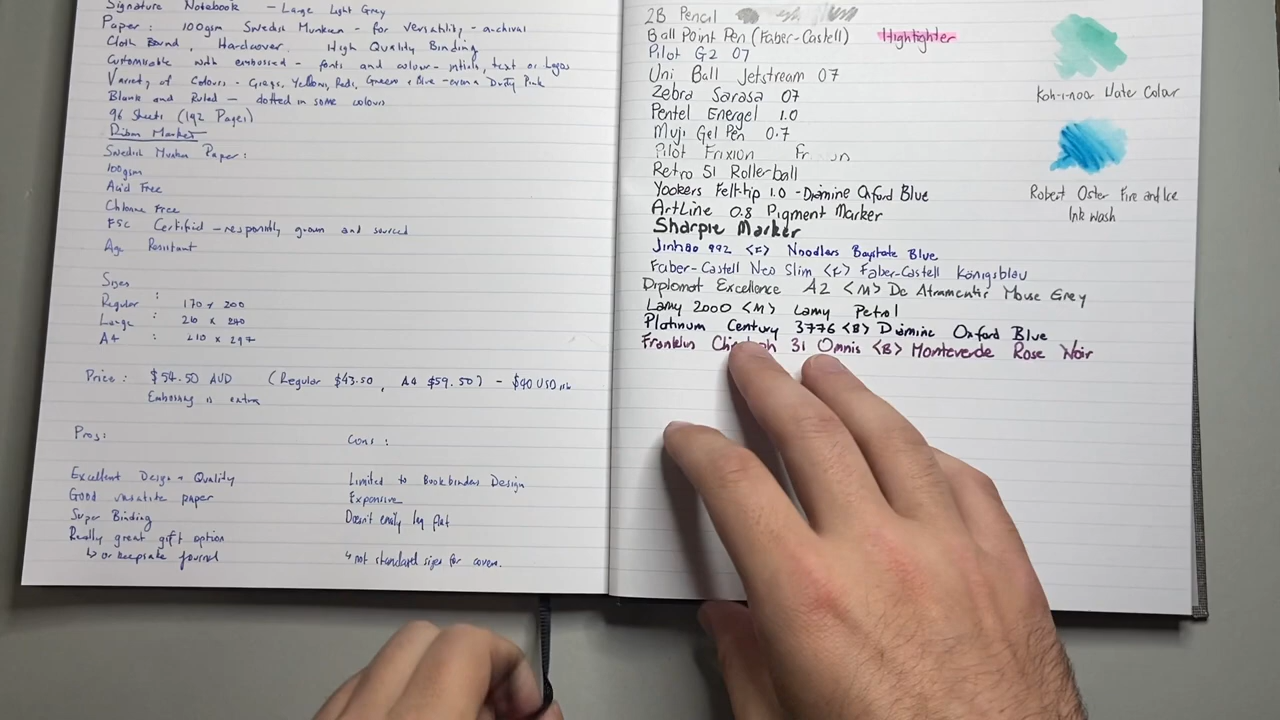 Signature Notebook - Large Light Grey
Paper: 100gsm Swedish Munken - for versatility - archival
Cloth Bound, Hardcover. High Quality Binding
Customisable with embossed - fonts and colour - initials, text or logos
Variety of Colours - Greys, Yellows, Reds, Greens + Blue - even a Dusty Pink
Blank and Ruled - dotted in some colours
96 Sheets (192 Pages)
Ribbon Marker
Swedish Munken Paper:
100gsm
Acid Free
Chlorine Free
FSC Certified - responsibly grown and sourced
Age Resistant
Sizes
Regular : 170 x 200
Large : 210 x 240
A4 : 210 x 297
Price: $54.50 AUD (Regular $43.50, A4 $59.50) - $40 USD
Embossing is extra
Pros:
Excellent Design + Quality
Good versatile paper
Super Binding
Really great gift option
↳ or keepsake journal
Cons:
Limited to Bookbinders Design
Expensive
Doesn't easily lay flat
↳ not standard sizes for covers.
2B Pencil
Ball Point Pen (Faber-Castell) Highlighter
Pilot G2 07
Uni Ball Jetstream 07
Zebra Sarasa 07
Pentel Energel 1.0
Muji Gel Pen 0.7
Pilot Frixion
Retro 51 Rollerball
Yookers Felt-tip 1.0 - Diamine Oxford Blue
ArtLine 0.8 Pigment Marker
Sharpie Marker
Jinhao 992 <F> Noodlers Baystate Blue
Faber-Castell Neo Slim <F> Faber-Castell Königsblau
Diplomat Excellence A2 <M> De Atramentis Mouse Grey
Lamy 2000 <M> Lamy Petrol
Platinum Century 3776 <B> Diamine Oxford Blue
Franklin 31 Omnis <B> Monteverde Rose Noir
Koh-i-noor Water Colour
Robert Oster Fire and Ice
Ink Wash